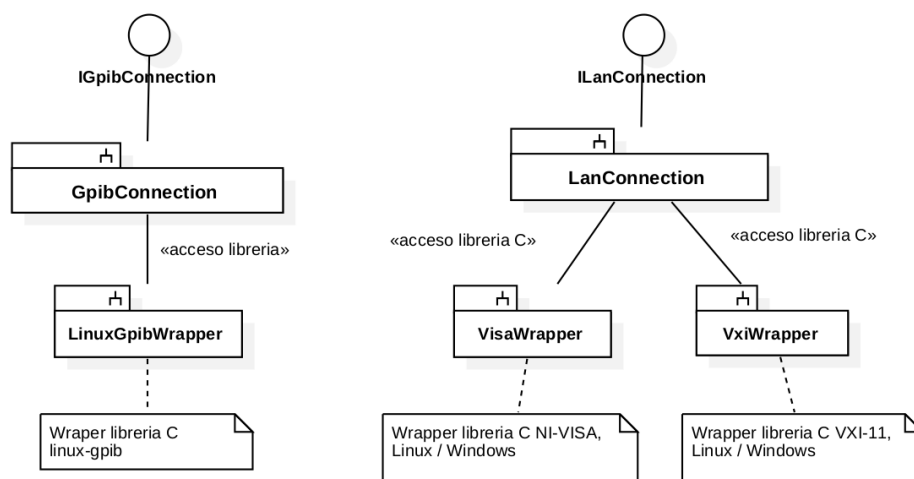 IGpibConnection
ILanConnection
GpibConnection
LanConnection
«acceso libreria»
«acceso libreria C»
«acceso libreria C»
LinuxGpibWrapper
VisaWrapper
VxiWrapper
Wraper libreria C
linux-gpib
Wrapper libreria C NI-VISA,
Linux / Windows
Wrapper libreria C VXI-11,
Linux / Windows